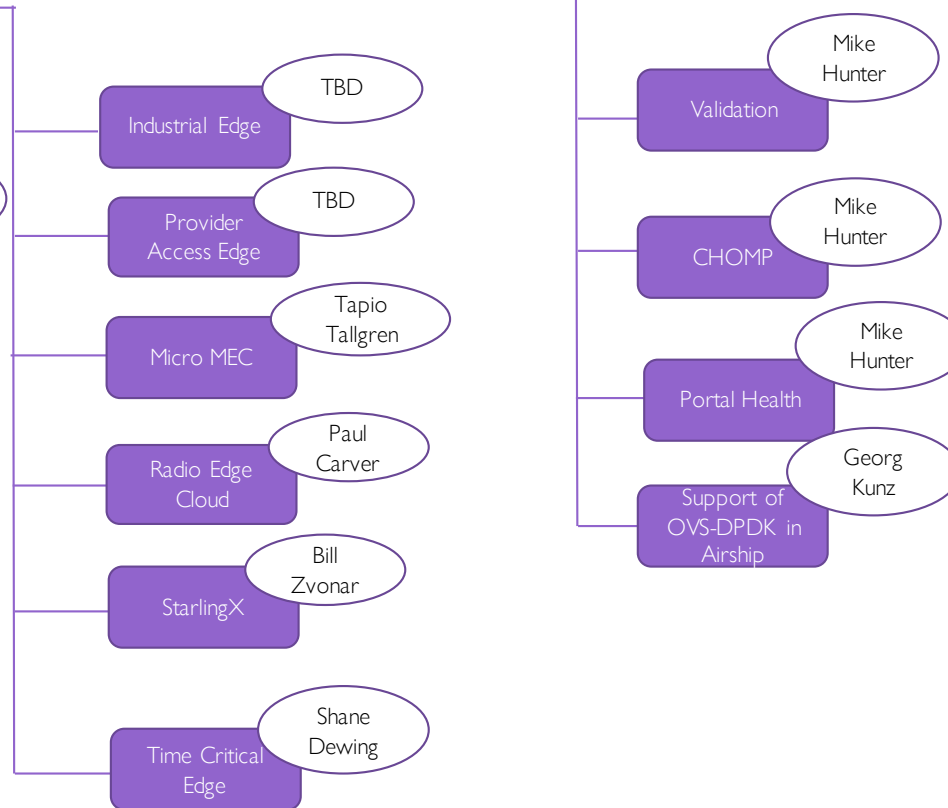 TBD
Industrial Edge
TBD
Provider
Access Edge
Tapio
Tallgren
Micro MEC
Paul
Carver
Radio Edge
Cloud
Bill
Zvonar
StarlingX
Shane
Dewing
Time Critical
Edge
Mike
Hunter
Validation
Mike
Hunter
CHOMP
Mike
Hunter
Portal Health
Georg
Kunz
Support of
OVS-DPDK in
Airship